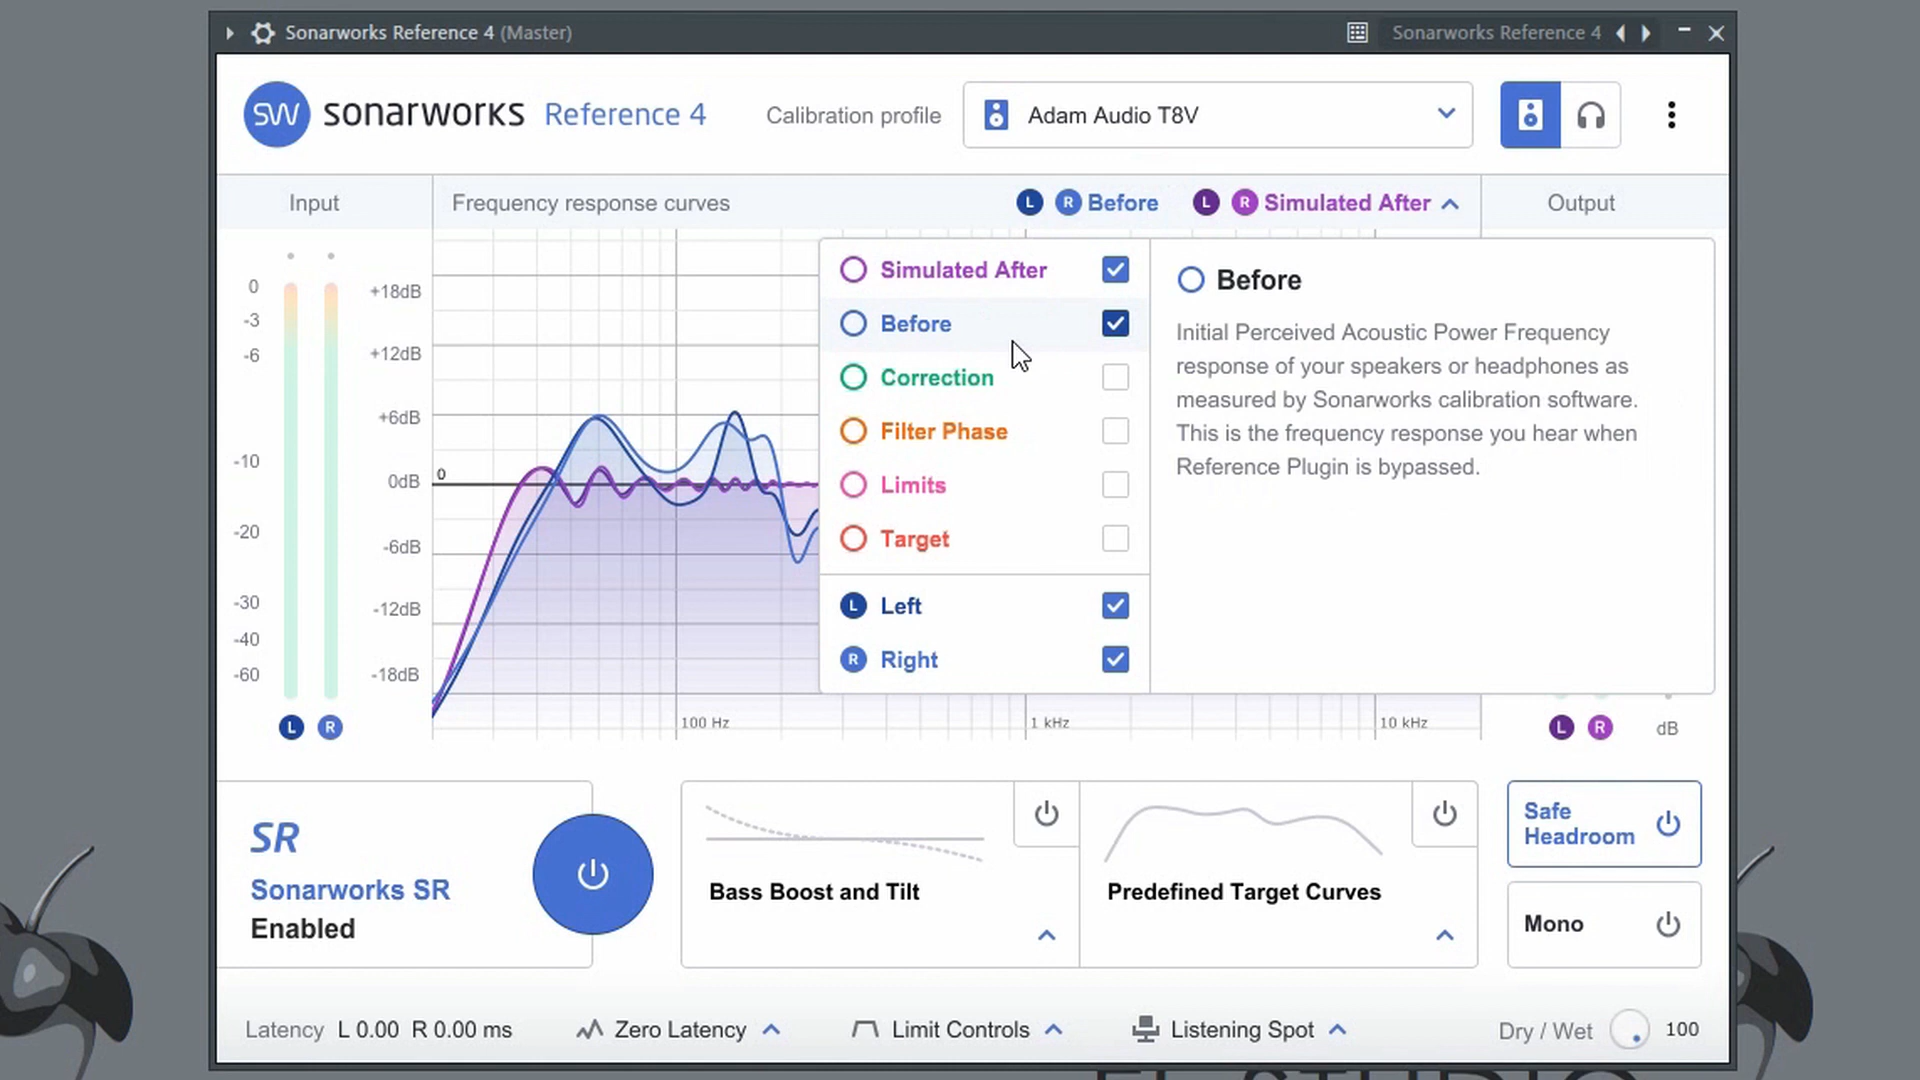 Sonarworks Reference 4 (Master)
Sonarworks Reference 4
SW sonarworks Reference 4
Calibration profile
Adam Audio T8V
Input
Frequency response curves
L R Before
L R Simulated After
Output
0
-3
-6
-10
-20
-30
-40
-60
L R
+18dB
+12dB
+6dB
0dB
-6dB
-12dB
-18dB
0
100 Hz
1 kHz
10 kHz
Simulated After
Before
Correction
Filter Phase
Limits
Target
L Left
R Right
Before
Initial Perceived Acoustic Power Frequency
response of your speakers or headphones as
measured by Sonarworks calibration software.
This is the frequency response you hear when
Reference Plugin is bypassed.
L R dB
SR
Sonarworks SR
Enabled
Bass Boost and Tilt
Predefined Target Curves
Safe
Headroom
Mono
Latency L 0.00 R 0.00 ms
Zero Latency
Limit Controls
Listening Spot
Dry / Wet
100